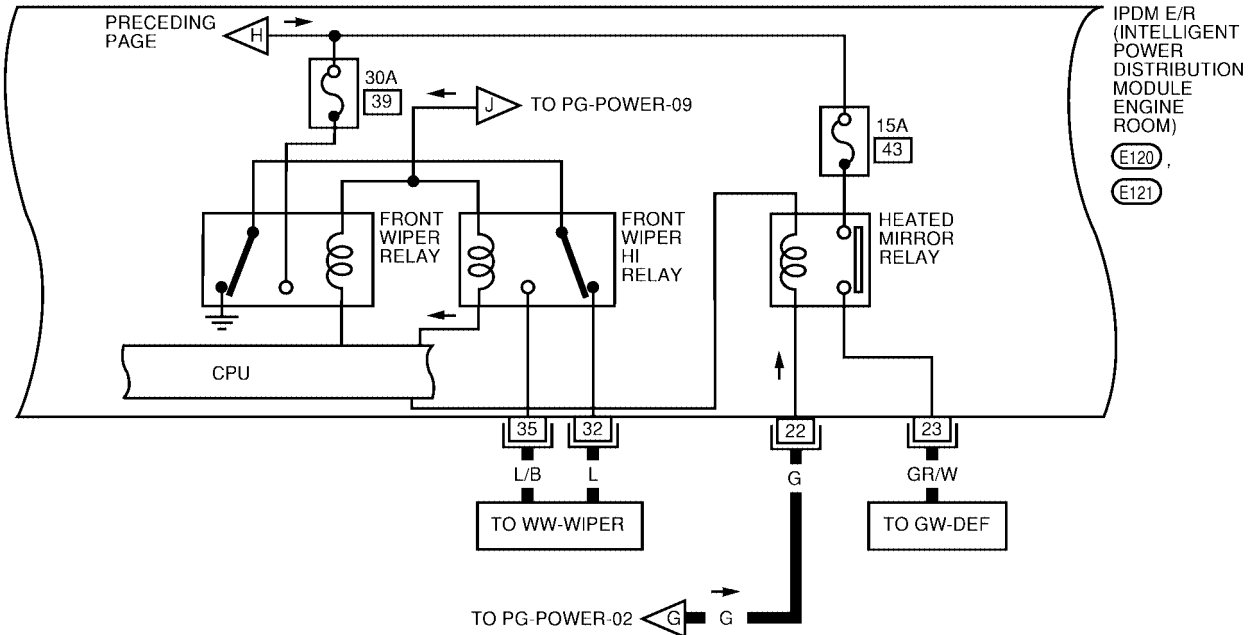 PRECEDING
PAGE
H
30A
39
J
TO PG-POWER-09
15A
43
IPDM E/R
(INTELLIGENT
POWER
DISTRIBUTION
MODULE
ENGINE
ROOM)
E120 ,
E121
FRONT
WIPER
RELAY
FRONT
WIPER
HI
RELAY
HEATED
MIRROR
RELAY
CPU
35
32
22
23
L/B
L
G
GR/W
TO WW-WIPER
TO GW-DEF
TO PG-POWER-02
G
G